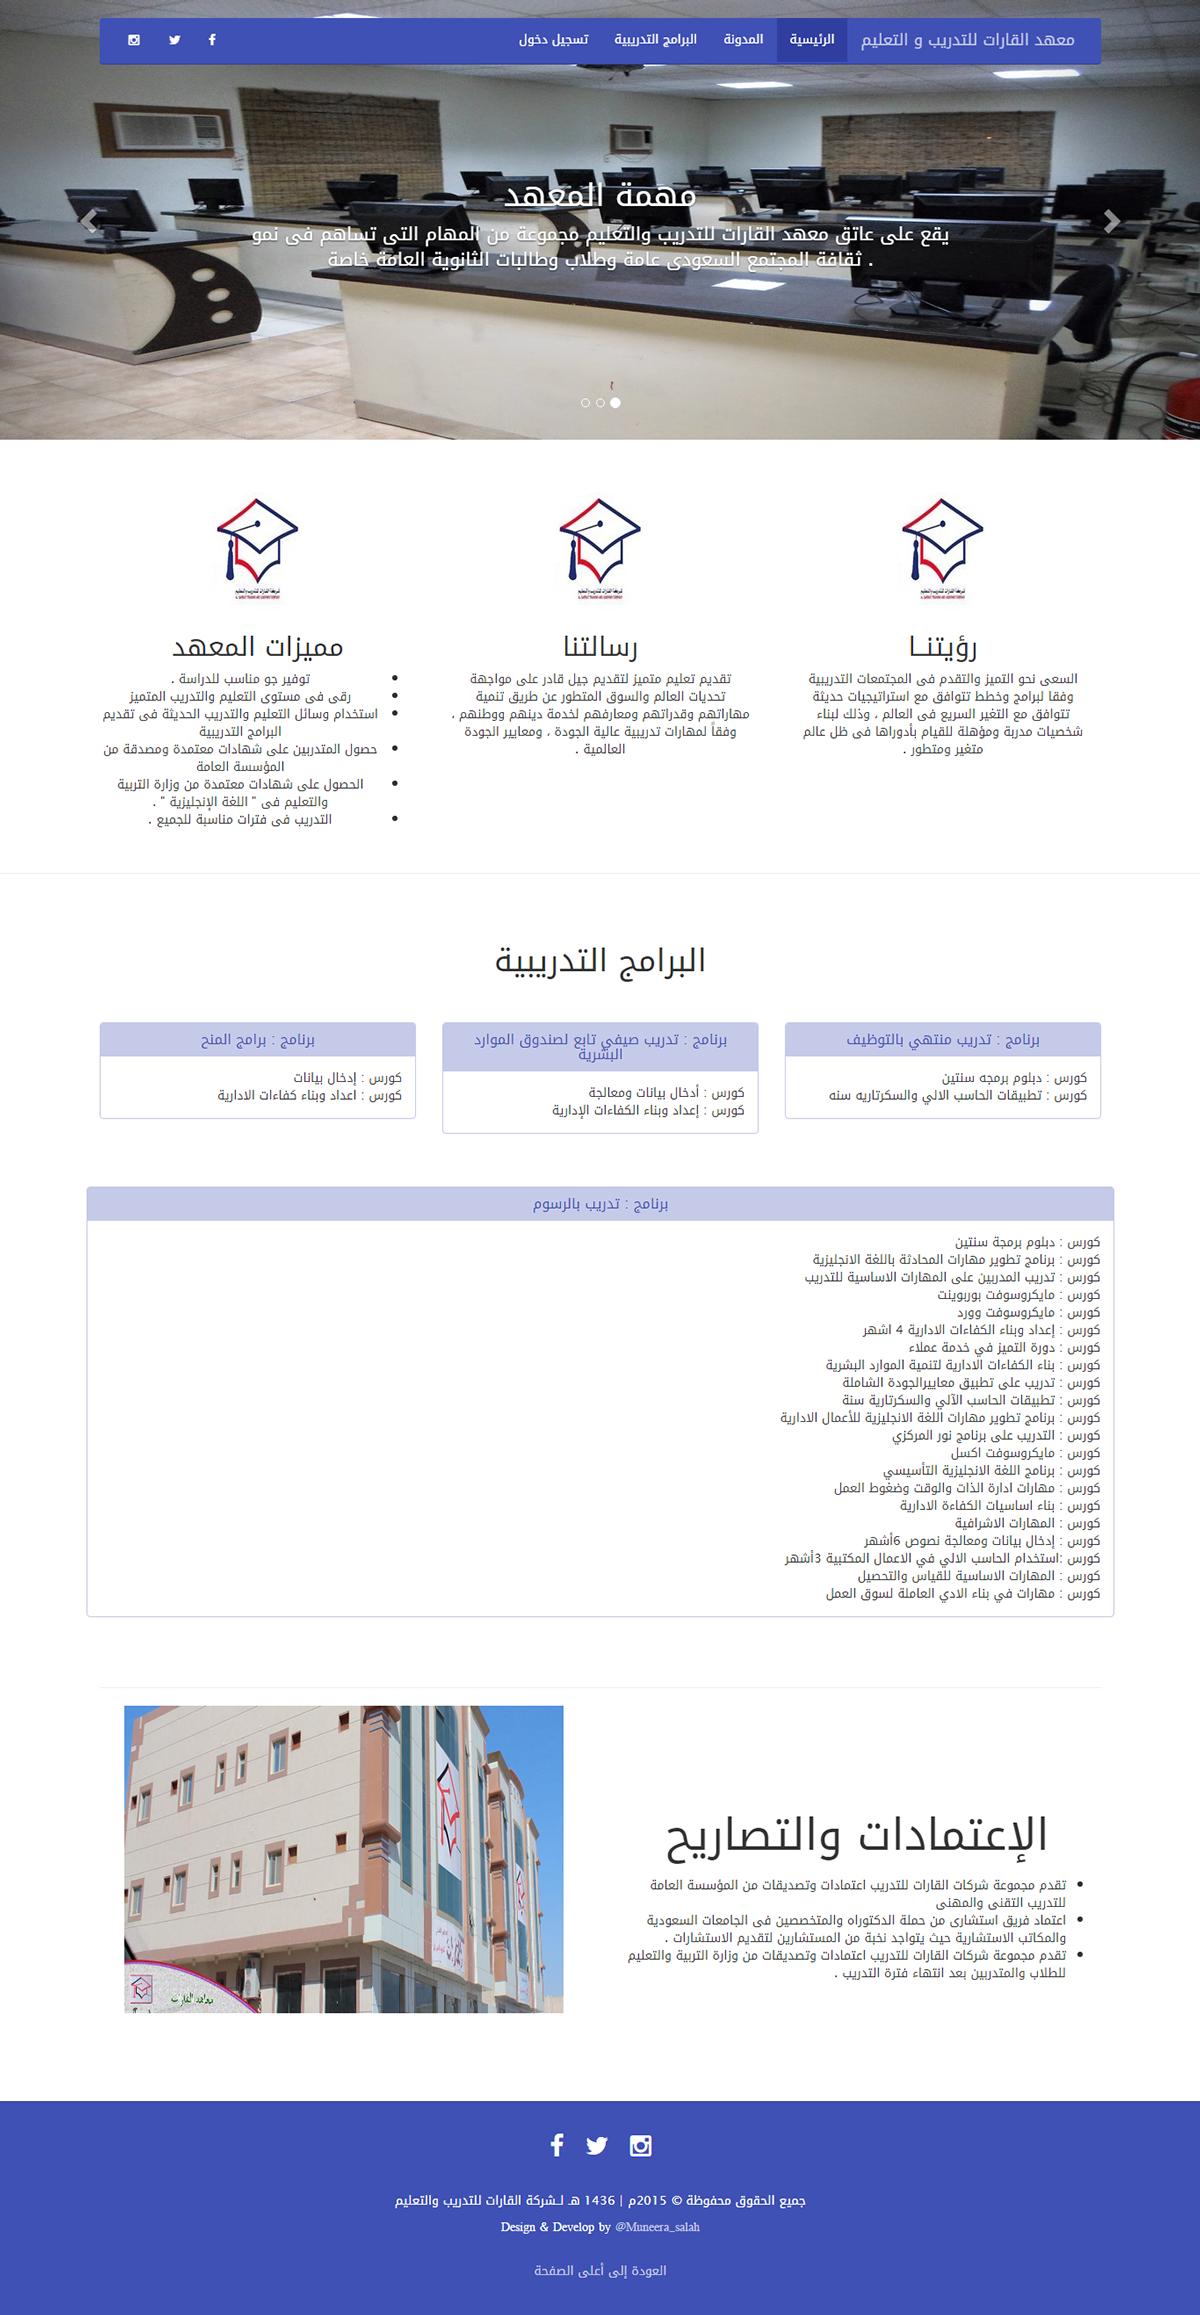 معهد القارات للتدريب و التعليم
الرئيسية
المدونة
البرامج التدريبية
تسجيل دخول
مهمة المعهد
يقع على عاتق معهد القارات للتدريب والتعليم مجموعة من المهام التى تساهم فى نمو
ثقافة المجتمع السعودى عامة وطلاب وطالبات الثانوية العامة خاصة .
رؤيتنــا
السعى نحو التميز والتقدم فى المجتمعات التدريبية
وفقا لبرامج وخطط تتوافق مع استراتيجيات حديثة
تتوافق مع التغير السريع فى العالم ، وذلك لبناء
شخصيات مدربة ومؤهلة للقيام بأدوراها فى ظل عالم
متغير ومتطور .
رسالتنا
تقديم تعليم متميز لتقديم جيل قادر على مواجهة
تحديات العالم والسوق المتطور عن طريق تنمية
مهاراتهم وقدراتهم ومعارفهم لخدمة دينهم ووطنهم ،
وفقاً لمهارات تدريبية عالية الجودة ، ومعايير الجودة
العالمية .
مميزات المعهد
توفير جو مناسب للدراسة .
رقى فى مستوى التعليم والتدريب المتميز
استخدام وسائل التعليم والتدريب الحديثة فى تقديم
البرامج التدريبية
حصول المتدربين على شهادات معتمدة ومصدقة من
المؤسسة العامة
الحصول على شهادات معتمدة من وزارة التربية
والتعليم فى " اللغة الإنجليزية " .
التدريب فى فترات مناسبة للجميع .
البرامج التدريبية
برنامج : تدريب منتهي بالتوظيف
كورس : دبلوم برمجه سنتين
كورس : تطبيقات الحاسب الالي والسكرتاريه سنه
برنامج : تدريب صيفي تابع لصندوق الموارد
البشرية
كورس : أدخال بيانات ومعالجة
كورس : إعداد وبناء الكفاءات الإدارية
برنامج : برامج المنح
كورس : إدخال بيانات
كورس : اعداد وبناء كفاءات الادارية
برنامج : تدريب بالرسوم
كورس : دبلوم برمجة سنتين
كورس : برنامج تطوير مهارات المحادثة باللغة الانجليزية
كورس : تدريب المدربين على المهارات الاساسية للتدريب
كورس : مايكروسوفت بوربوينت
كورس : مايكروسوفت وورد
كورس : إعداد وبناء الكفاءات الادارية 4 اشهر
كورس : دورة التميز في خدمة عملاء
كورس : بناء الكفاءات الادارية لتنمية الموارد البشرية
كورس : تدريب على تطبيق معاييرالجودة الشاملة
كورس : تطبيقات الحاسب الآلي والسكرتارية سنة
كورس : برنامج تطوير مهارات اللغة الانجليزية للأعمال الادارية
كورس : التدريب على برنامج نور المركزي
كورس : مايكروسوفت اكسل
كورس : برنامج اللغة الانجليزية التأسيسي
كورس : مهارات ادارة الذات والوقت وضغوط العمل
كورس : بناء اساسيات الكفاءة الادارية
كورس : المهارات الاشرافية
كورس : إدخال بيانات ومعالجة نصوص 6أشهر
كورس :استخدام الحاسب الالي في الاعمال المكتبية 3أشهر
كورس : المهارات الاساسية للقياس والتحصيل
كورس : مهارات في بناء الادي العاملة لسوق العمل
الإعتمادات والتصاريح
تقدم مجموعة شركات القارات للتدريب اعتمادات وتصديقات من المؤسسة العامة
للتدريب التقنى والمهنى
اعتماد فريق استشارى من حملة الدكتوراه والمتخصصين فى الجامعات السعودية
والمكاتب الاستشارية حيث يتواجد نخبة من المستشارين لتقديم الاستشارات .
تقدم مجموعة شركات القارات للتدريب اعتمادات وتصديقات من وزارة التربية والتعليم
للطلاب والمتدربين بعد انتهاء فترة التدريب .
معاهد القارات
جميع الحقوق محفوظة © 2015م | 1436 هـ لـشركة القارات للتدريب والتعليم
Design & Develop by @Muneera_salah
العودة إلى أعلى الصفحة